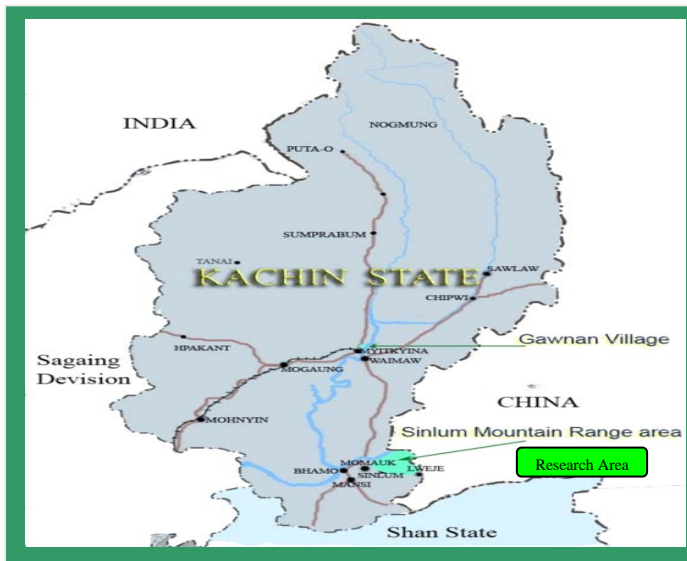 INDIA
NOGMUNG
PUTA-O
SUMPRABUM
TANAI
KACHIN STATE
SAWLAW
CHIPWI
Gawnan Village
HPAKANT
MYITKYINA
WAIMAW
Sagaing
Devision
MOGAUNG
CHINA
MOHNYIN
Sinlum Mountain Range area
Research Area
MOMAUK
BHAMO
SINLUM
LWEJE
MANSI
Shan State